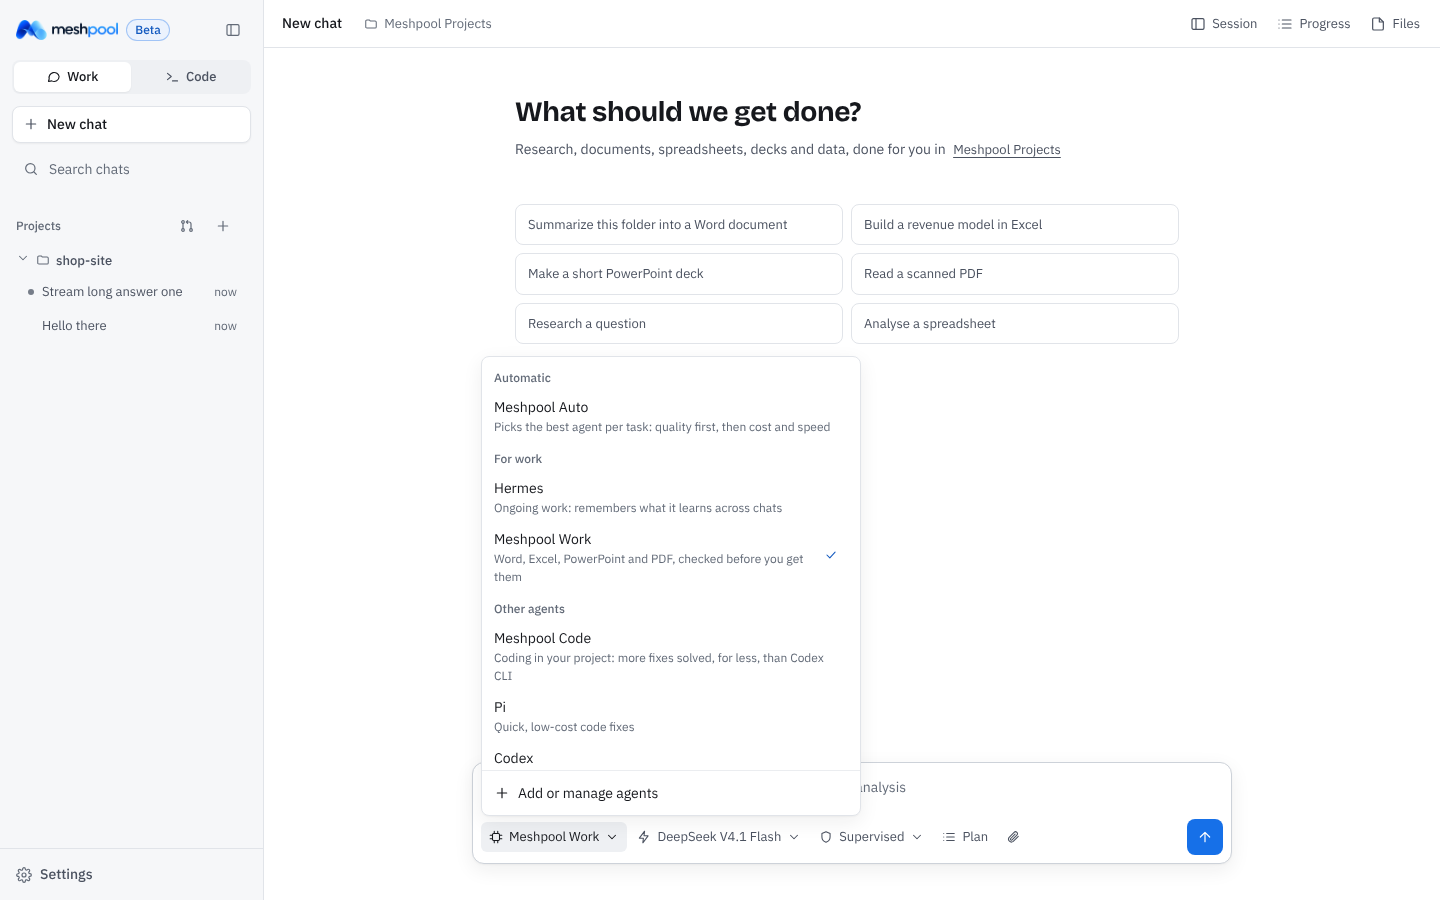 meshpool
Beta
Work
Code
New chat
Search chats
Projects
shop-site
Stream long answer one now
Hello there now
Settings
New chat
Meshpool Projects
Session
Progress
Files
What should we get done?
Research, documents, spreadsheets, decks and data, done for you in Meshpool Projects
Summarize this folder into a Word document
Build a revenue model in Excel
Make a short PowerPoint deck
Read a scanned PDF
Research a question
Analyse a spreadsheet
Automatic
Meshpool Auto
Picks the best agent per task: quality first, then cost and speed
For work
Hermes
Ongoing work: remembers what it learns across chats
Meshpool Work
Word, Excel, PowerPoint and PDF, checked before you get
them
Other agents
Meshpool Code
Coding in your project: more fixes solved, for less, than Codex
CLI
Pi
Quick, low-cost code fixes
Codex
Add or manage agents
analysis
Meshpool Work
DeepSeek V4.1 Flash
Supervised
Plan